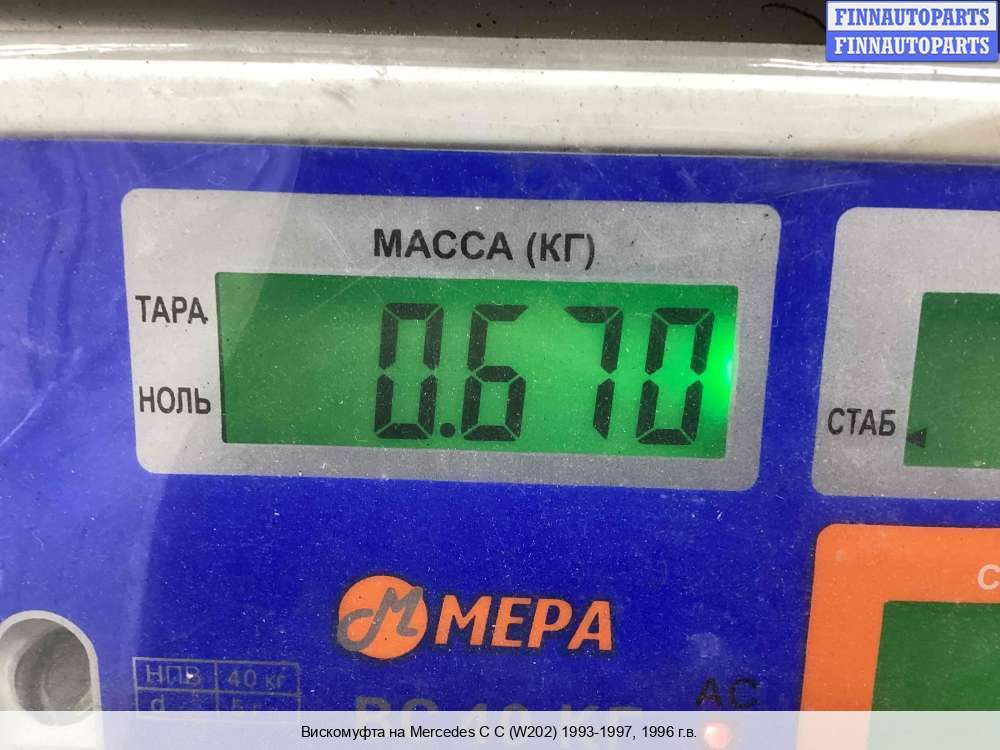 FINNAUTOPARTS
FINNAUTOPARTS
МАССА (КГ)
ТАРА
0.670
НОЛЬ
СТАБ
М МЕРА
НПВ 40 кг
d 5 г
АС
Вискомуфта на Mercedes C C (W202) 1993-1997, 1996 г.в.